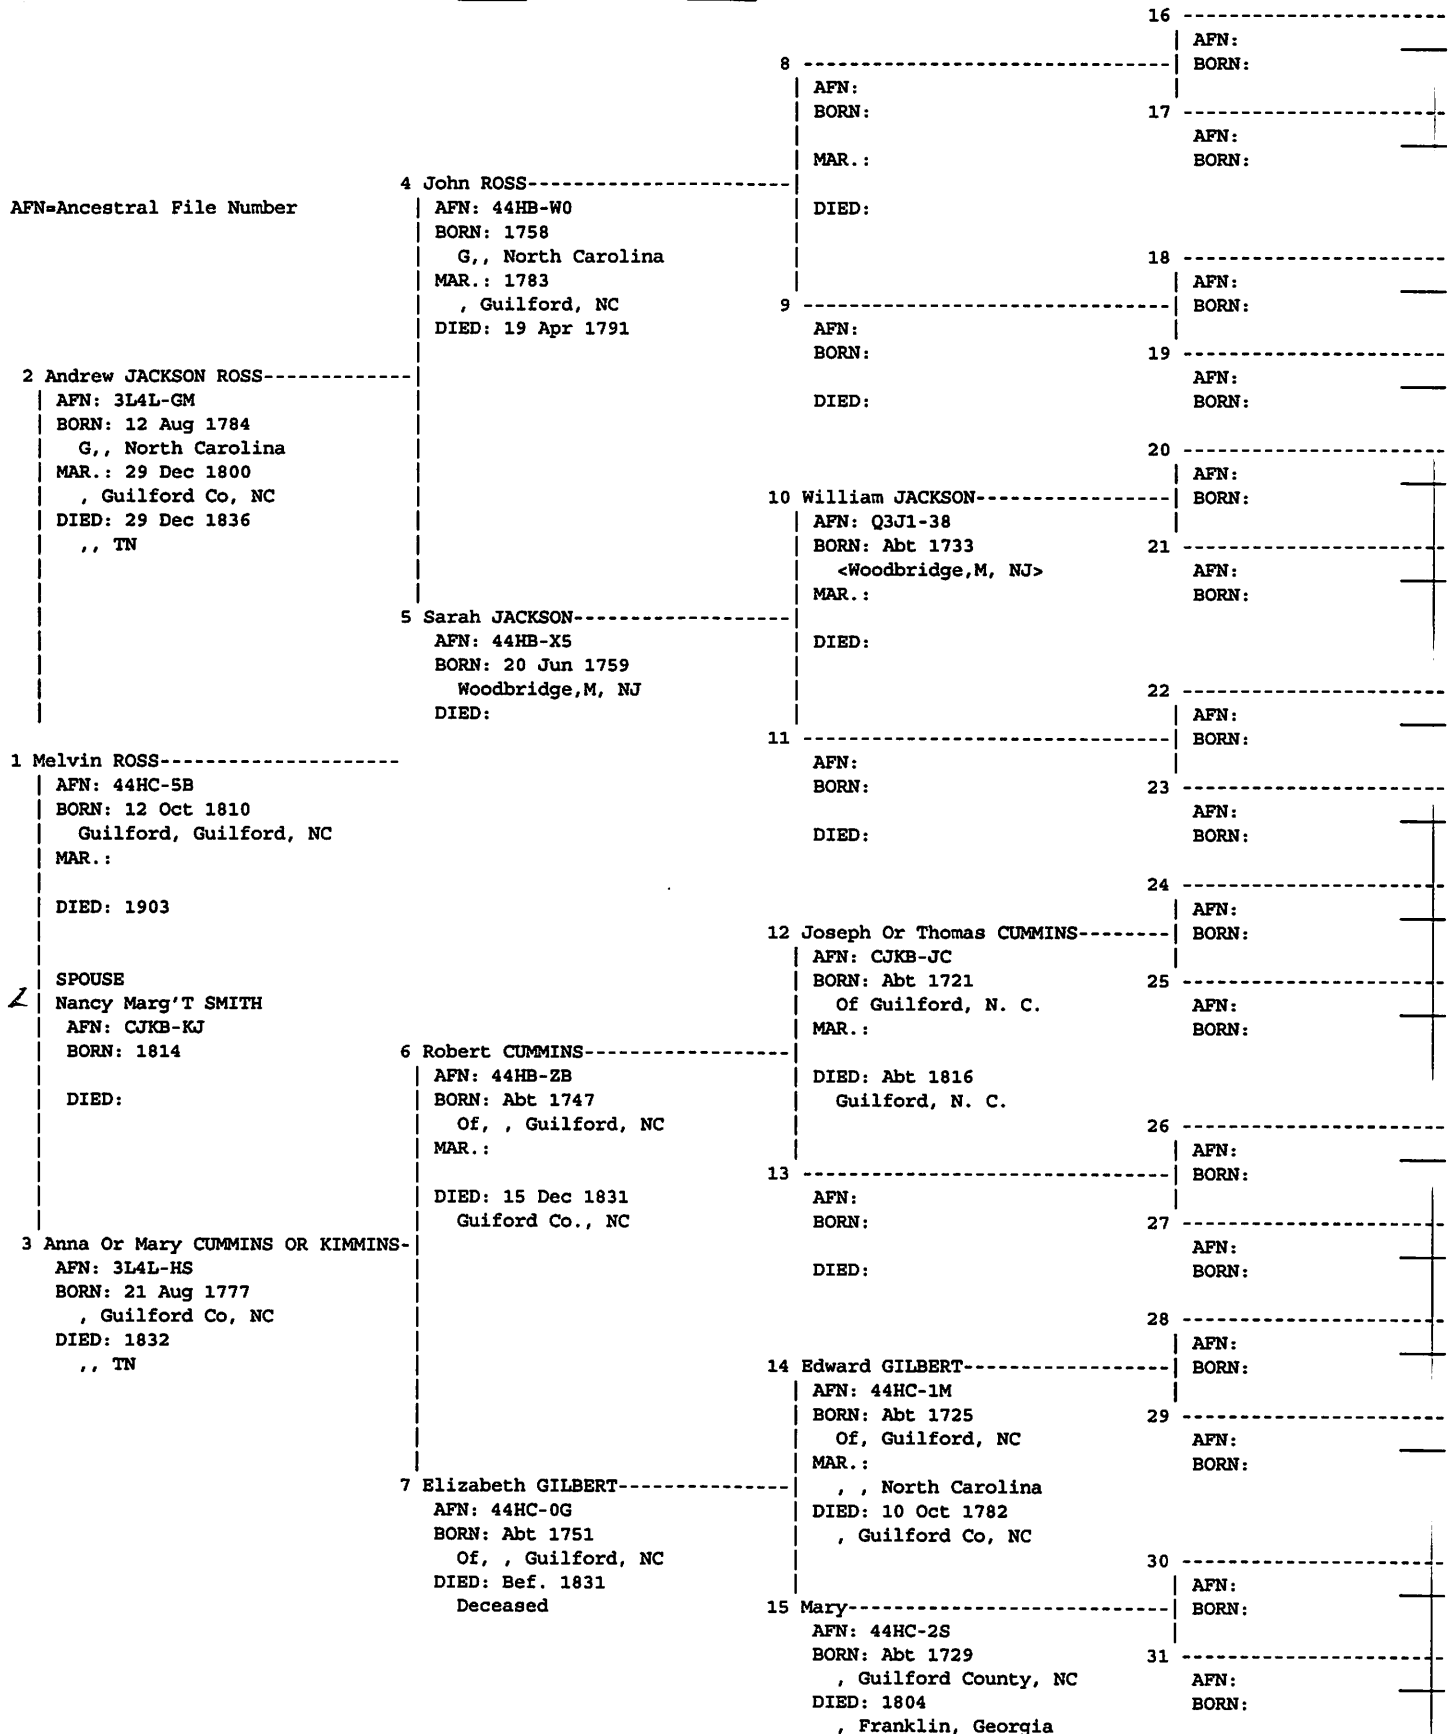 AFN=Ancestral File Number
1 Melvin ROSS
AFN: 44HC-5B
BORN: 12 Oct 1810
Guilford, Guilford, NC
MAR.:
DIED: 1903
SPOUSE
Nancy Marg'T SMITH
AFN: CJKB-KJ
BORN: 1814
DIED:
2 Andrew JACKSON ROSS
AFN: 3L4L-GM
BORN: 12 Aug 1784
G,, North Carolina
MAR.: 29 Dec 1800
, Guilford Co, NC
DIED: 29 Dec 1836
,, TN
3 Anna Or Mary CUMMINS OR KIMMINS
AFN: 3L4L-HS
BORN: 21 Aug 1777
, Guilford Co, NC
DIED: 1832
,, TN
4 John ROSS
AFN: 44HB-W0
BORN: 1758
G,, North Carolina
MAR.: 1783
, Guilford, NC
DIED: 19 Apr 1791
5 Sarah JACKSON
AFN: 44HB-X5
BORN: 20 Jun 1759
Woodbridge,M, NJ
DIED:
6 Robert CUMMINS
AFN: 44HB-ZB
BORN: Abt 1747
Of, , Guilford, NC
MAR.:
DIED: 15 Dec 1831
Guiford Co., NC
7 Elizabeth GILBERT
AFN: 44HC-0G
BORN: Abt 1751
Of, , Guilford, NC
DIED: Bef. 1831
Deceased
8
AFN:
BORN:
MAR.:
DIED:
9
AFN:
BORN:
DIED:
10 William JACKSON
AFN: Q3J1-38
BORN: Abt 1733
<Woodbridge,M, NJ>
MAR.:
DIED:
11
AFN:
BORN:
DIED:
12 Joseph Or Thomas CUMMINS
AFN: CJKB-JC
BORN: Abt 1721
Of Guilford, N. C.
MAR.:
DIED: Abt 1816
Guilford, N. C.
13
AFN:
BORN:
DIED:
14 Edward GILBERT
AFN: 44HC-1M
BORN: Abt 1725
Of, Guilford, NC
MAR.:
, , North Carolina
DIED: 10 Oct 1782
, Guilford Co, NC
15 Mary
AFN: 44HC-2S
BORN: Abt 1729
, Guilford County, NC
DIED: 1804
, Franklin, Georgia
16
AFN:
BORN:
17
AFN:
BORN:
18
AFN:
BORN:
19
AFN:
BORN:
20
AFN:
BORN:
21
AFN:
BORN:
22
AFN:
BORN:
23
AFN:
BORN:
24
AFN:
BORN:
25
AFN:
BORN:
26
AFN:
BORN:
27
AFN:
BORN:
28
AFN:
BORN:
29
AFN:
BORN:
30
AFN:
BORN:
31
AFN:
BORN: